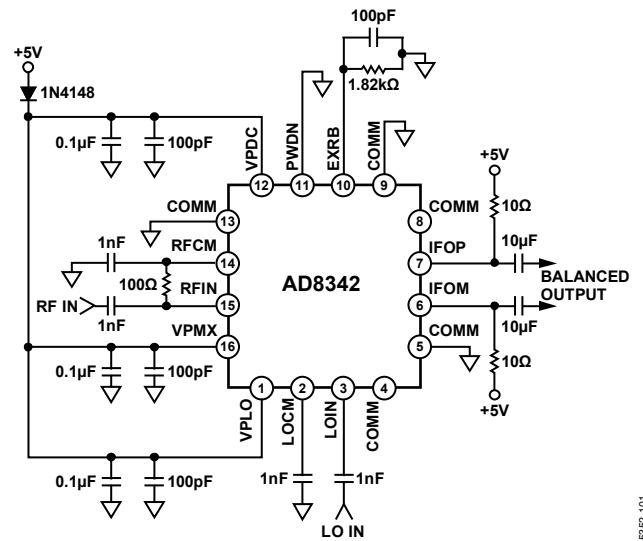 100pF
+5V
1.82kΩ
1N4148
0.1µF
100pF
VPDC
PWDN
EXRB
COMM
+5V
12
11
10
9
10Ω
COMM
13
8
COMM
1nF
RFCM
14
IFOP
7
10µF
100Ω
AD8342
BALANCED
OUTPUT
RF IN
RFIN
15
IFOM
6
1nF
10µF
VPMX
16
COMM
5
10Ω
0.1µF
100pF
1
2
3
4
+5V
VPLO
LOCM
LOIN
COMM
0.1µF
100pF
1nF
1nF
LO IN